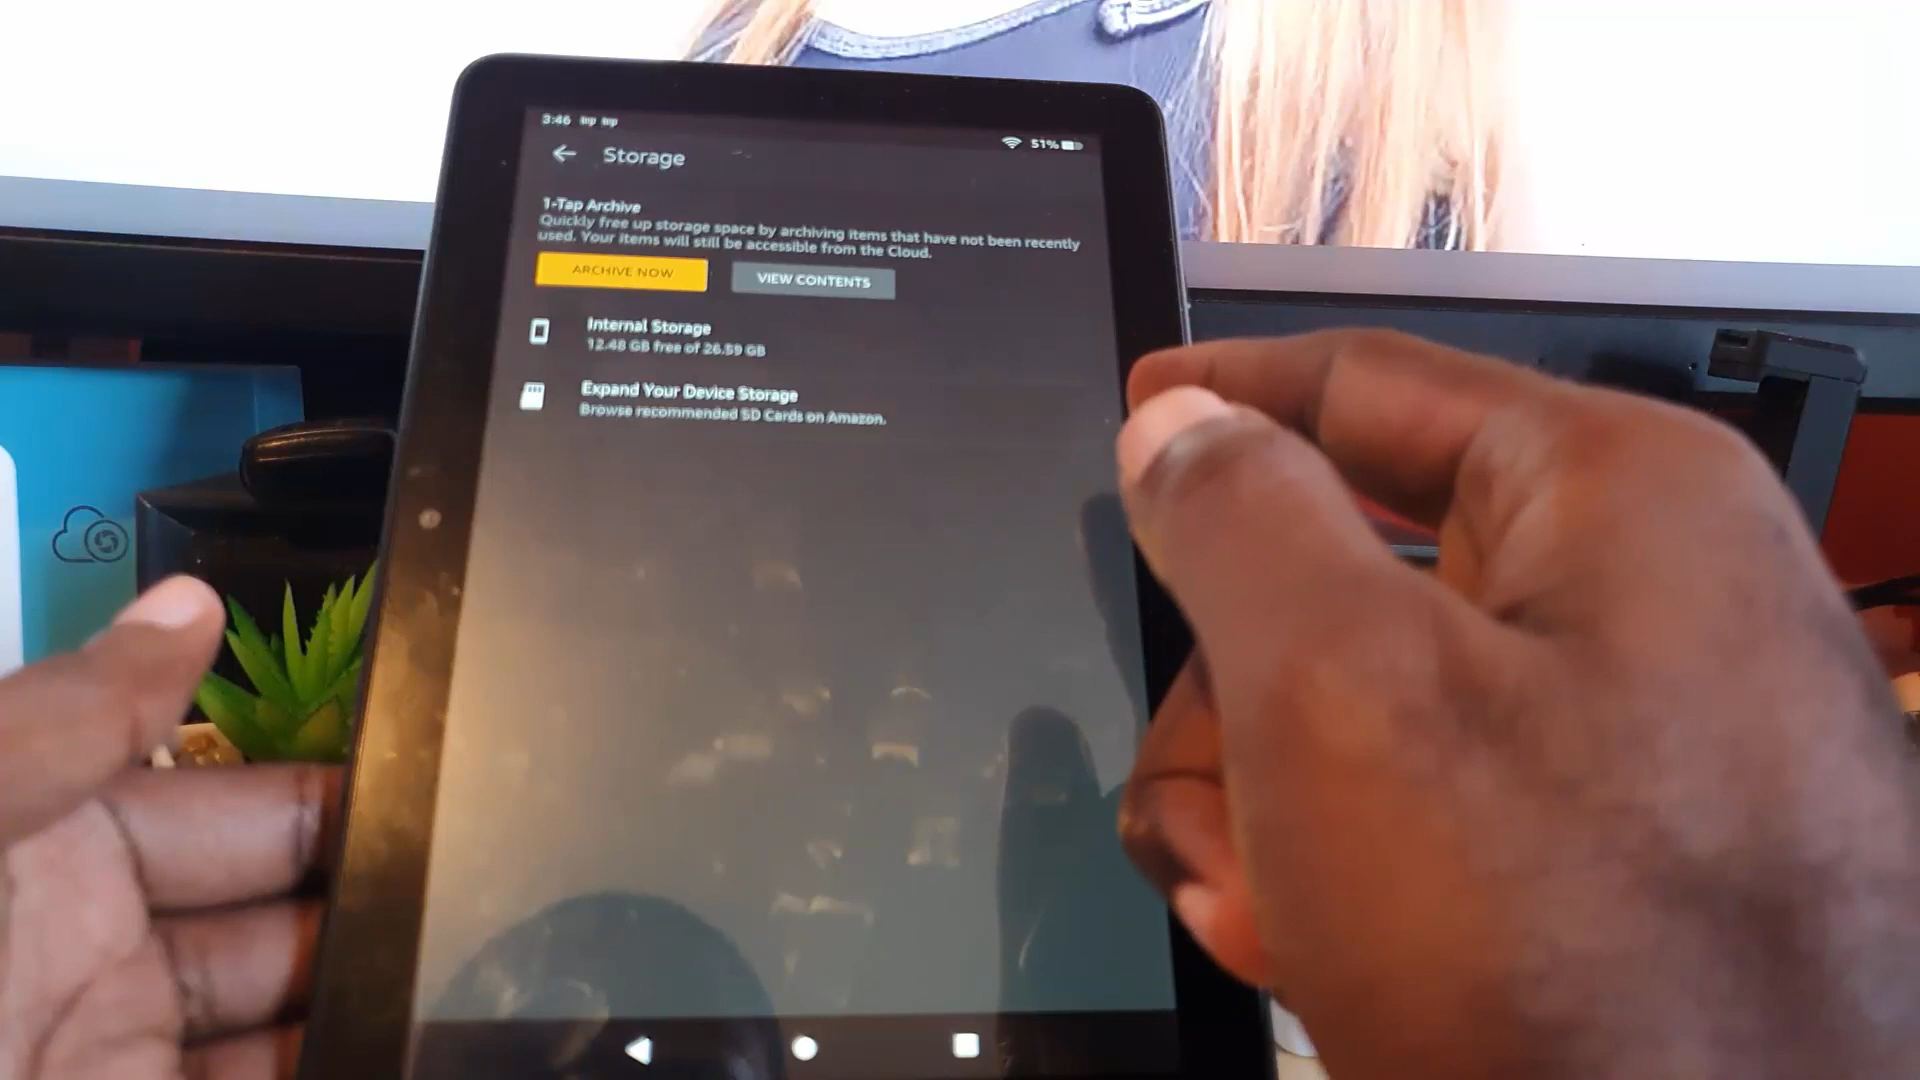 3:46
51%
Storage
1-Tap Archive
Quickly free up storage space by archiving items that have not been recently
used. Your items will still be accessible from the Cloud.
ARCHIVE NOW
VIEW CONTENTS
Internal Storage
12.48 GB free of 26.59 GB
Expand Your Device Storage
Browse recommended SD Cards on Amazon.